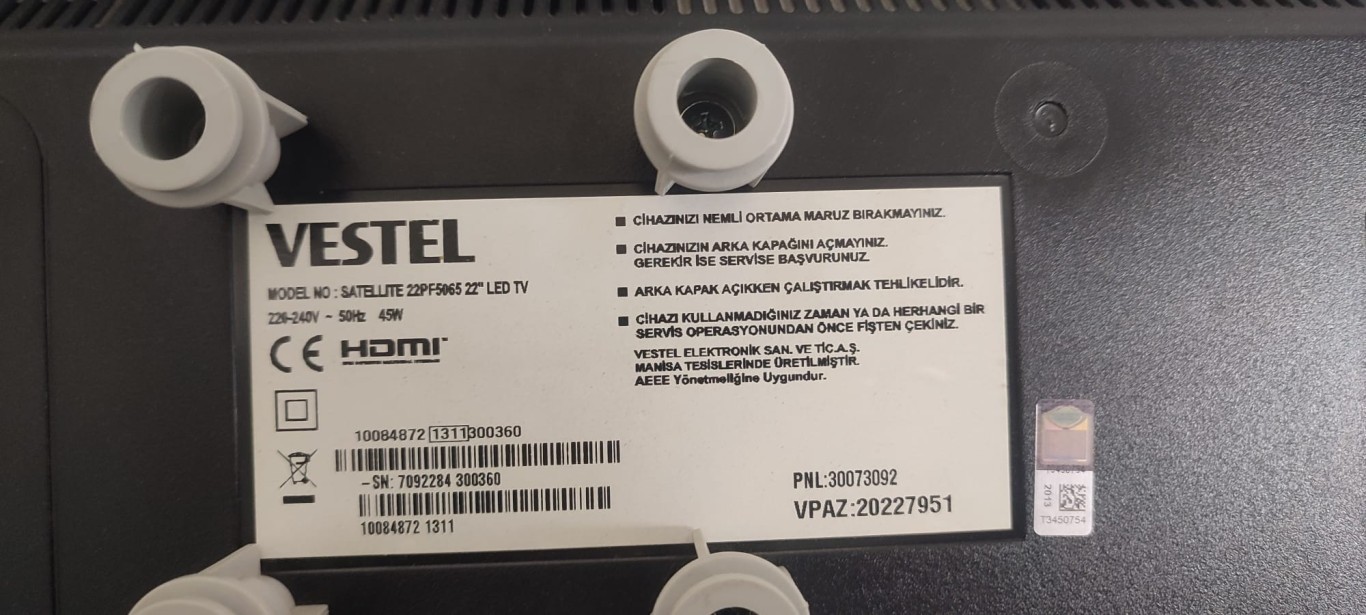 VESTEL
MODEL NO : SATELLITE 22PF5065 22" LED TV
220-240V ~ 50Hz 45W
CE HDMI
10084872 1311300360
-SN: 7092284 300360
10084872 1311
■ CİHAZINIZI NEMLİ ORTAMA MARUZ BIRAKMAYINIZ.
■ CİHAZINIZIN ARKA KAPAĞINI AÇMAYINIZ.
GEREKİR İSE SERVİSE BAŞVURUNUZ.
■ ARKA KAPAK AÇIKKEN ÇALIŞTIRMAK TEHLİKELİDİR.
■ CİHAZI KULLANMADIĞINIZ ZAMAN YA DA HERHANGİ BİR
SERVİS OPERASYONUNDAN ÖNCE FİŞTEN ÇEKİNİZ.
VESTEL ELEKTRONİK SAN. VE TİC.A.Ş.
MANİSA TESİSLERİNDE ÜRETİLMİŞTİR.
AEEE Yönetmeliğine Uygundur.
PNL:30073092
VPAZ:20227951
2013
T3450754